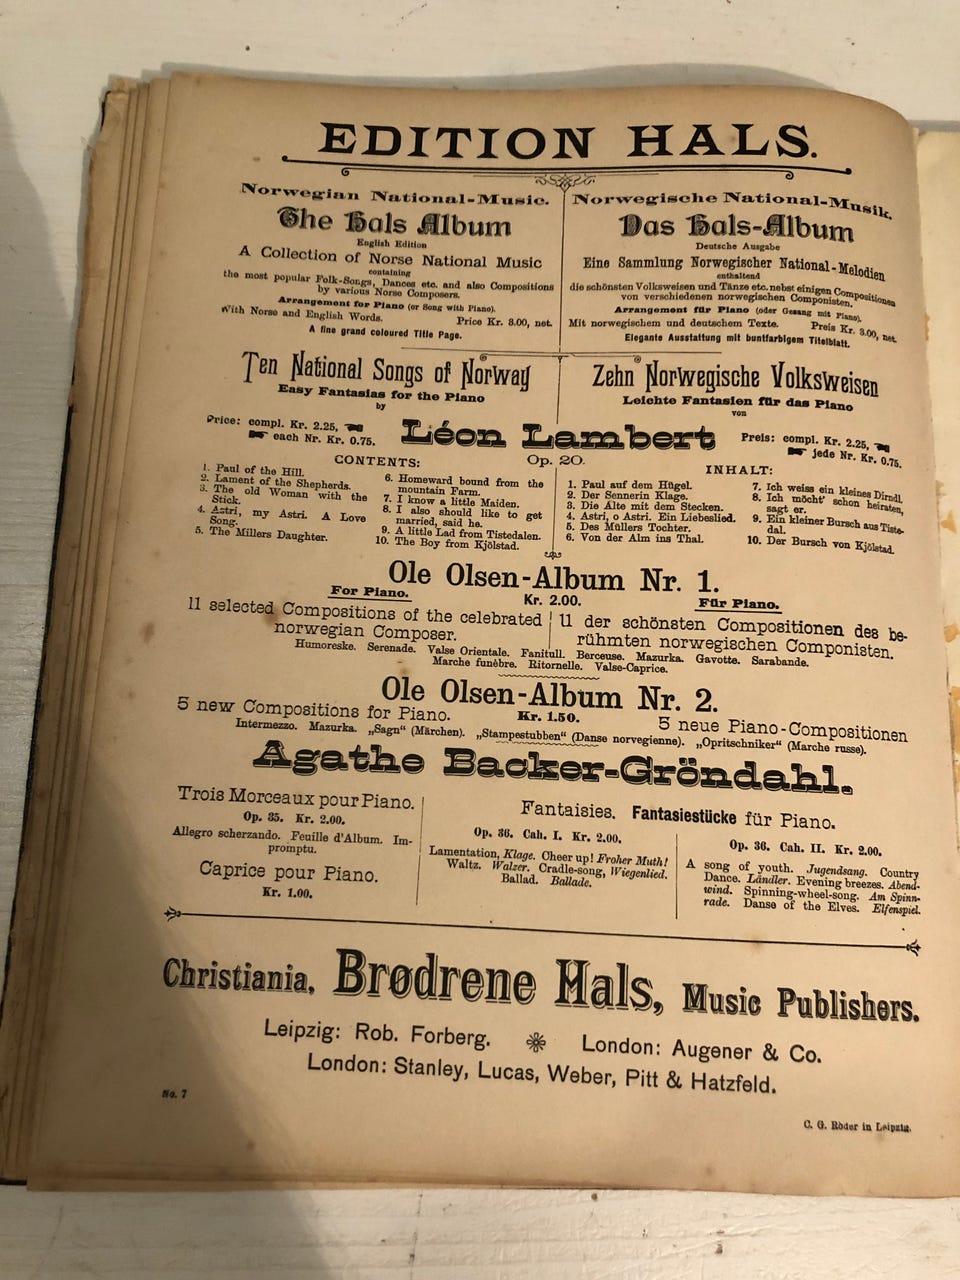 EDITION HALS.
Norwegian National-Music.
The Hals Album
English Edition
A Collection of Norse National Music
containing
the most popular Folk-Songs, Dances etc. and also Compositions
by various Norse Composers.
Arrangement for Piano (or Song with Piano).
With Norse and English Words. Price Kr. 3.00, net.
A fine grand coloured Title Page.
Norwegische National-Musik.
Das Hals-Album
Deutsche Ausgabe
Eine Sammlung Norwegischer National-Melodien
enthaltend
die schönsten Volksweisen und Tänze etc. nebst einigen Compositionen
von verschiedenen norwegischen Componisten.
Arrangement für Piano (oder Gesang mit Piano).
Mit norwegischem und deutschem Texte. Preis Kr. 3.00, net.
Elegante Ausstattung mit buntfarbigem Titelblatt.
Ten National Songs of Norway
Easy Fantasias for the Piano
by
Zehn Norwegische Volksweisen
Leichte Fantasien für das Piano
von
Price: compl. Kr. 2.25,
each Nr. Kr. 0.75.
Léon Lambert
Preis: compl. Kr. 2.25,
jede Nr. Kr. 0.75.
Op. 20.
CONTENTS:
1. Paul of the Hill.
2. Lament of the Shepherds.
3. The old Woman with the
Stick.
4. Astri, my Astri. A Love
Song.
5. The Millers Daughter.
6. Homeward bound from the
mountain Farm.
7. I know a little Maiden.
8. I also should like to get
married, said he.
9. A little Lad from Tistedalen.
10. The Boy from Kjölstad.
INHALT:
1. Paul auf dem Hügel.
2. Der Sennerin Klage.
3. Die Alte mit dem Stecken.
4. Astri, o Astri. Ein Liebeslied.
5. Des Müllers Tochter.
6. Von der Alm ins Thal.
7. Ich weiss ein kleines Dirndl.
8. Ich möcht' schon heiraten,
sagt er.
9. Ein kleiner Bursch aus Tiste-
dal.
10. Der Bursch von Kjölstad.
Ole Olsen-Album Nr. 1.
For Piano. Kr. 2.00. Für Piano.
11 selected Compositions of the celebrated
norwegian Composer.
11 der schönsten Compositionen des be-
rühmten norwegischen Componisten.
Humoreske. Serenade. Valse Orientale. Fanitull. Berceuse. Mazurka. Gavotte. Sarabande.
Marche funèbre. Ritornelle. Valse-Caprice.
Ole Olsen-Album Nr. 2.
5 new Compositions for Piano. Kr. 1.50. 5 neue Piano-Compositionen
Intermezzo. Mazurka. „Sagn“ (Märchen). „Stampestubben“ (Danse norvegienne). „Opritschniker“ (Marche russe).
Agathe Backer-Gröndahl.
Trois Morceaux pour Piano.
Op. 35. Kr. 2.00.
Allegro scherzando. Feuille d'Album. Im-
promptu.
Caprice pour Piano.
Kr. 1.00.
Fantaisies. Fantasiestücke für Piano.
Op. 36. Cah. I. Kr. 2.00.
Lamentation, Klage. Cheer up! Froher Muth!
Waltz. Walzer. Cradle-song, Wiegenlied.
Ballad. Ballade.
Op. 36. Cah. II. Kr. 2.00.
A song of youth. Jugendsang. Country
Dance. Ländler. Evening breezes. Abend-
wind. Spinning-wheel-song. Am Spinn-
rade. Danse of the Elves. Elfenspiel.
Christiania, Brødrene Hals, Music Publishers.
Leipzig: Rob. Forberg. London: Augener & Co.
London: Stanley, Lucas, Weber, Pitt & Hatzfeld.
No. 7
C. G. Röder in Leipzig.